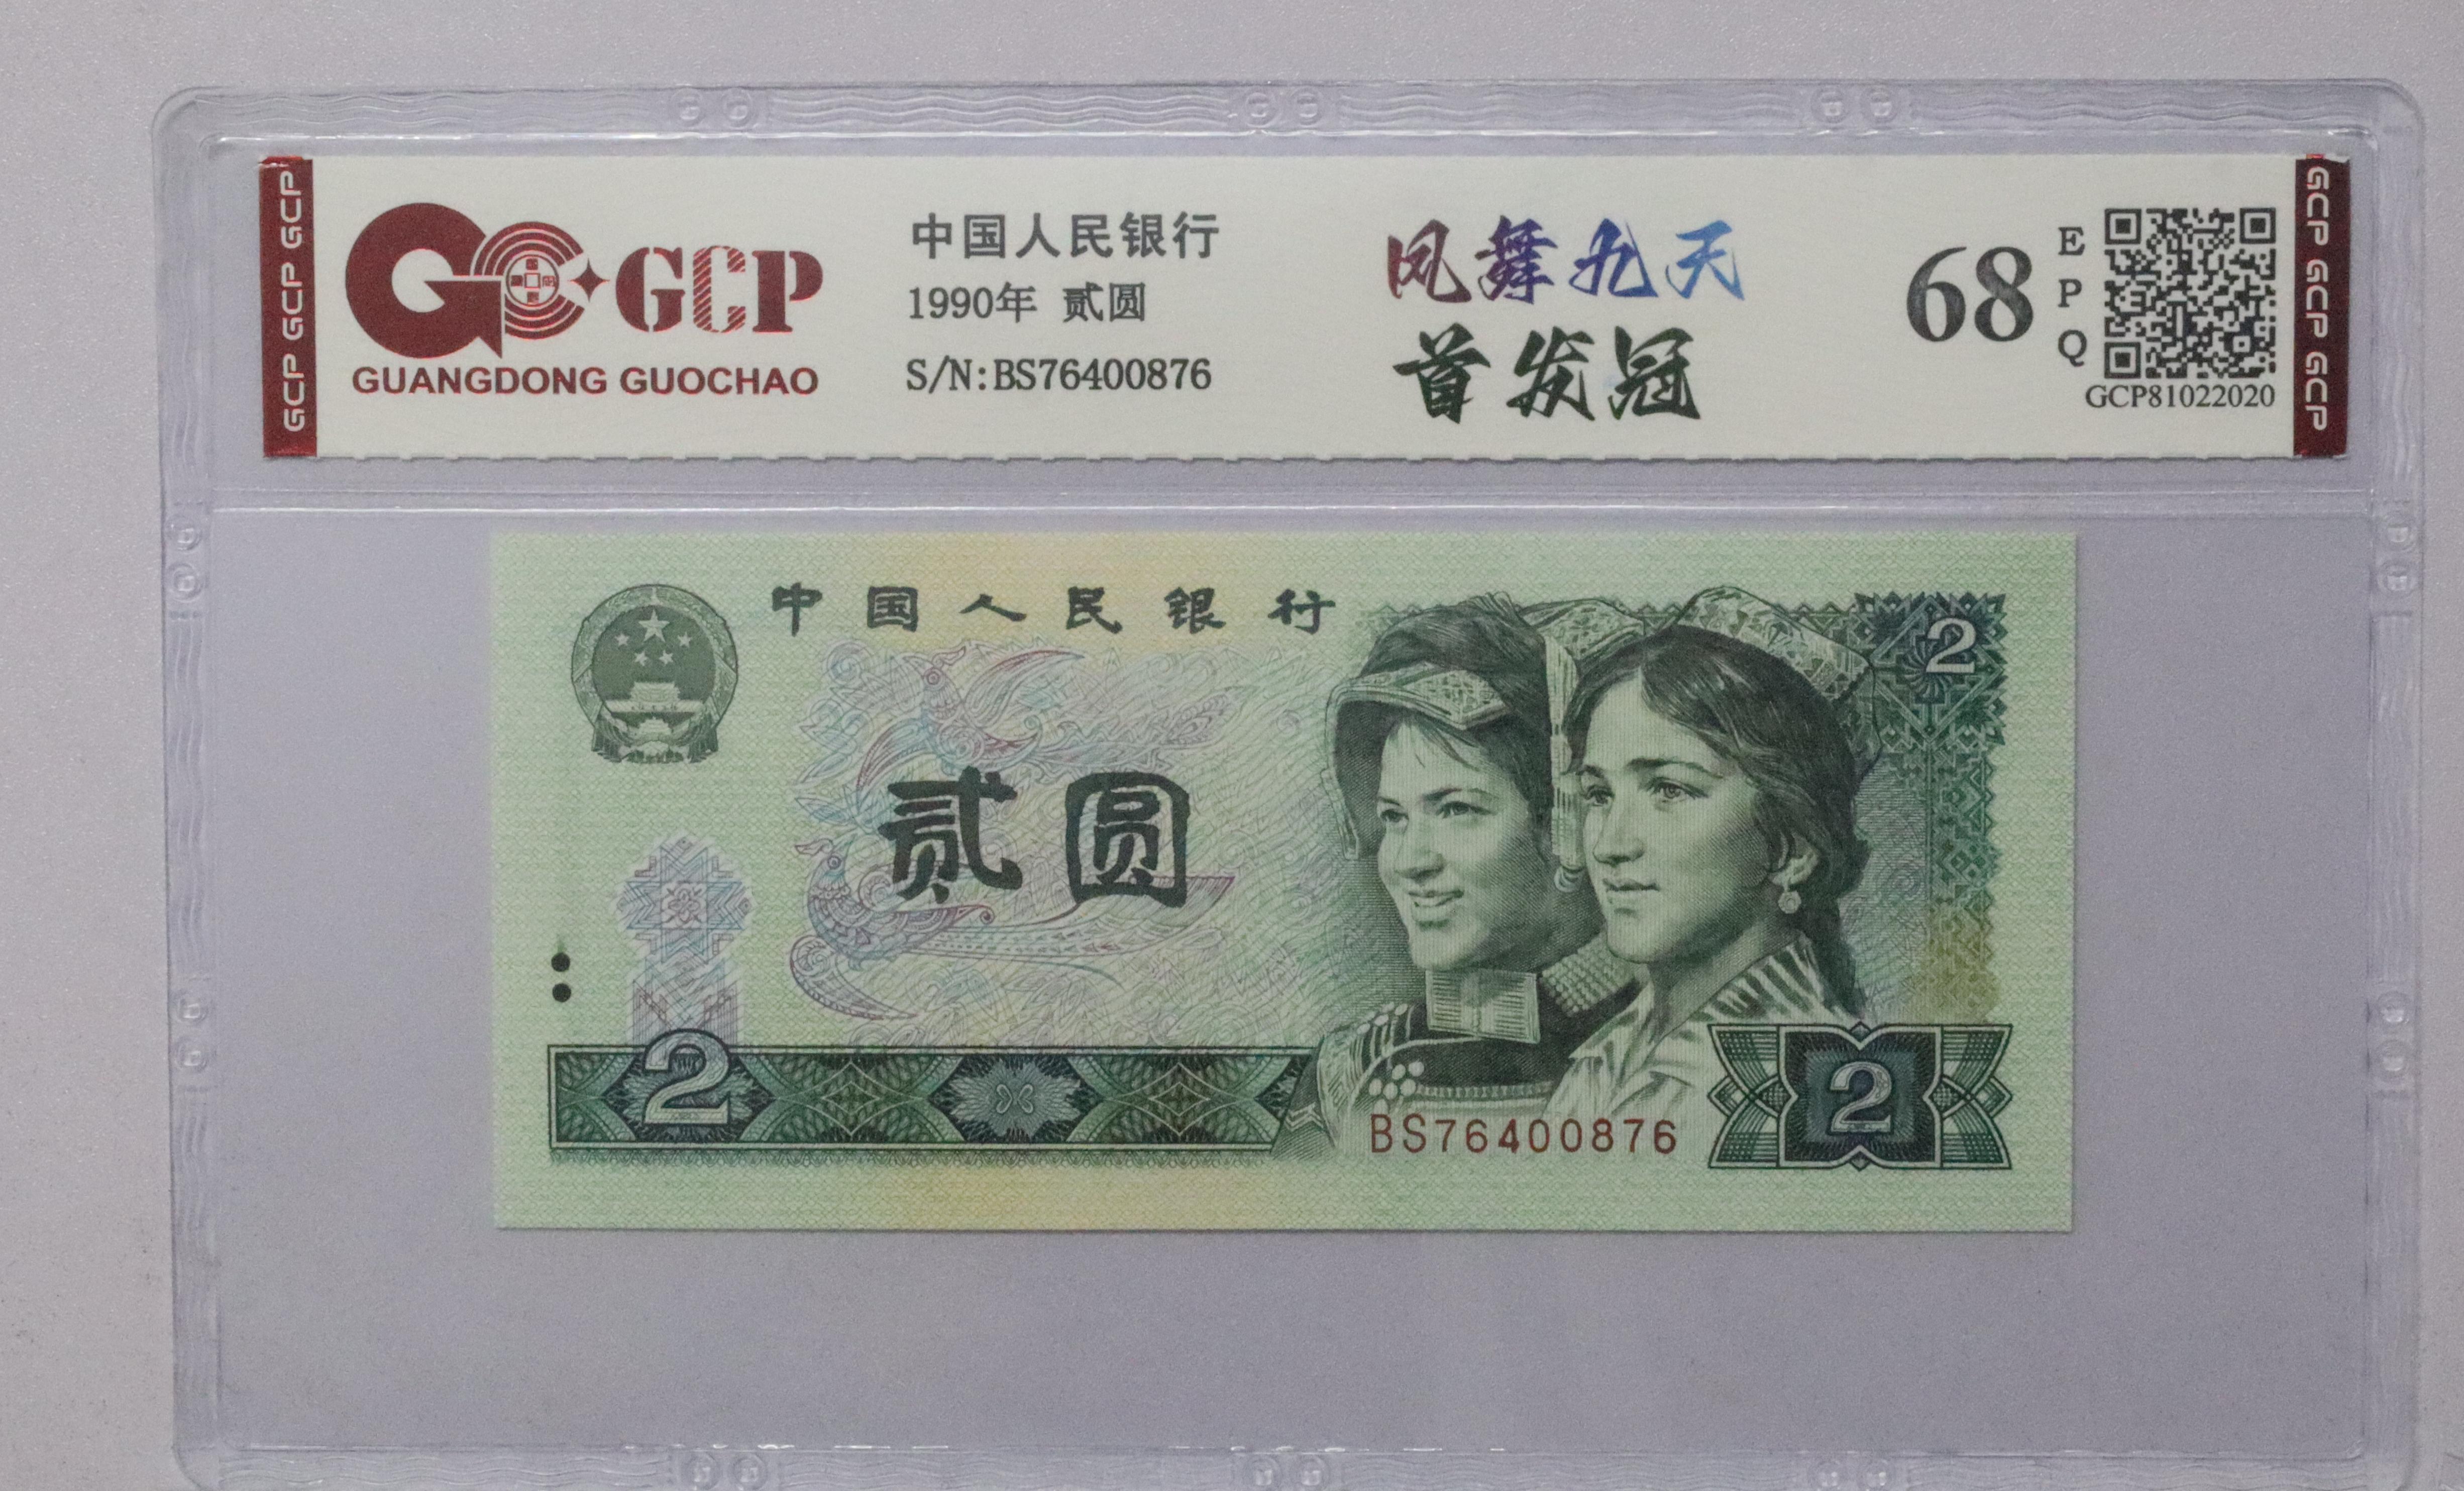 GCP GCP GCP
GCP
GUANGDONG GUOCHAO
中国人民银行
1990年 贰圆
S/N:BS76400876
凤舞九天
首发冠
68
EPQ
GCP81022020
GCP GCP GCP
中国人民银行
2
贰圆
2
BS76400876
2